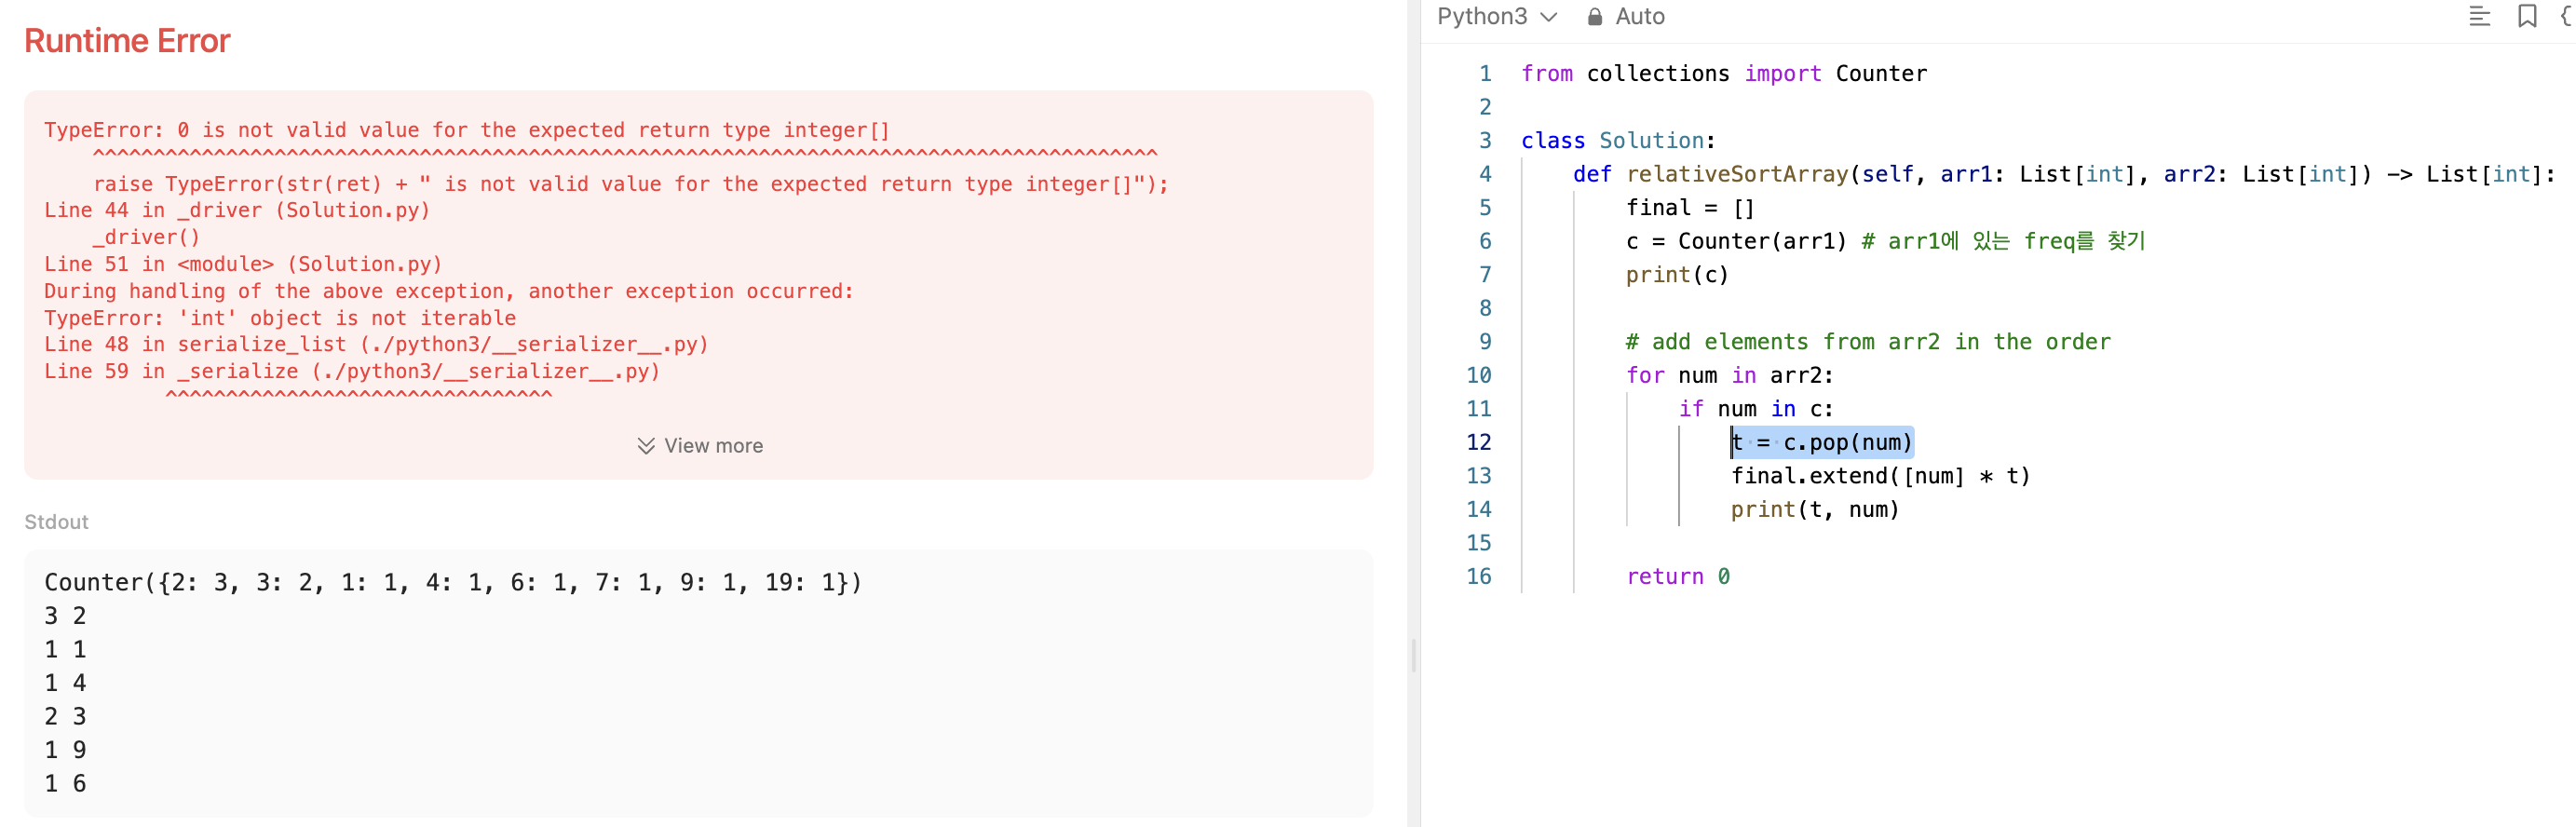 Runtime Error
TypeError: 0 is not valid value for the expected return type integer[]
^^^^^^^^^^^^^^^^^^^^^^^^^^^^^^^^^^^^^^^^^^^^^^^^^^^^^^^^^^^^^^^^^^^^^^^^^^^^^^^^^^^^^^^^
raise TypeError(str(ret) + " is not valid value for the expected return type integer[]");
Line 44 in _driver (Solution.py)
_driver()
Line 51 in <module> (Solution.py)
During handling of the above exception, another exception occurred:
TypeError: 'int' object is not iterable
Line 48 in serialize_list (./python3/__serializer__.py)
Line 59 in _serialize (./python3/__serializer__.py)
^^^^^^^^^^^^^^^^^^^^^^^^^^^^^^^^
View more
Stdout
Counter({2: 3, 3: 2, 1: 1, 4: 1, 6: 1, 7: 1, 9: 1, 19: 1})
3 2
1 1
1 4
2 3
1 9
1 6
Python3 Auto
1 from collections import Counter
2
3 class Solution:
4 def relativeSortArray(self, arr1: List[int], arr2: List[int]) -> List[int]:
5 final = []
6 c = Counter(arr1) # arr1에 있는 freq를 찾기
7 print(c)
8
9 # add elements from arr2 in the order
10 for num in arr2:
11 if num in c:
12 t = c.pop(num)
13 final.extend([num] * t)
14 print(t, num)
15
16 return 0